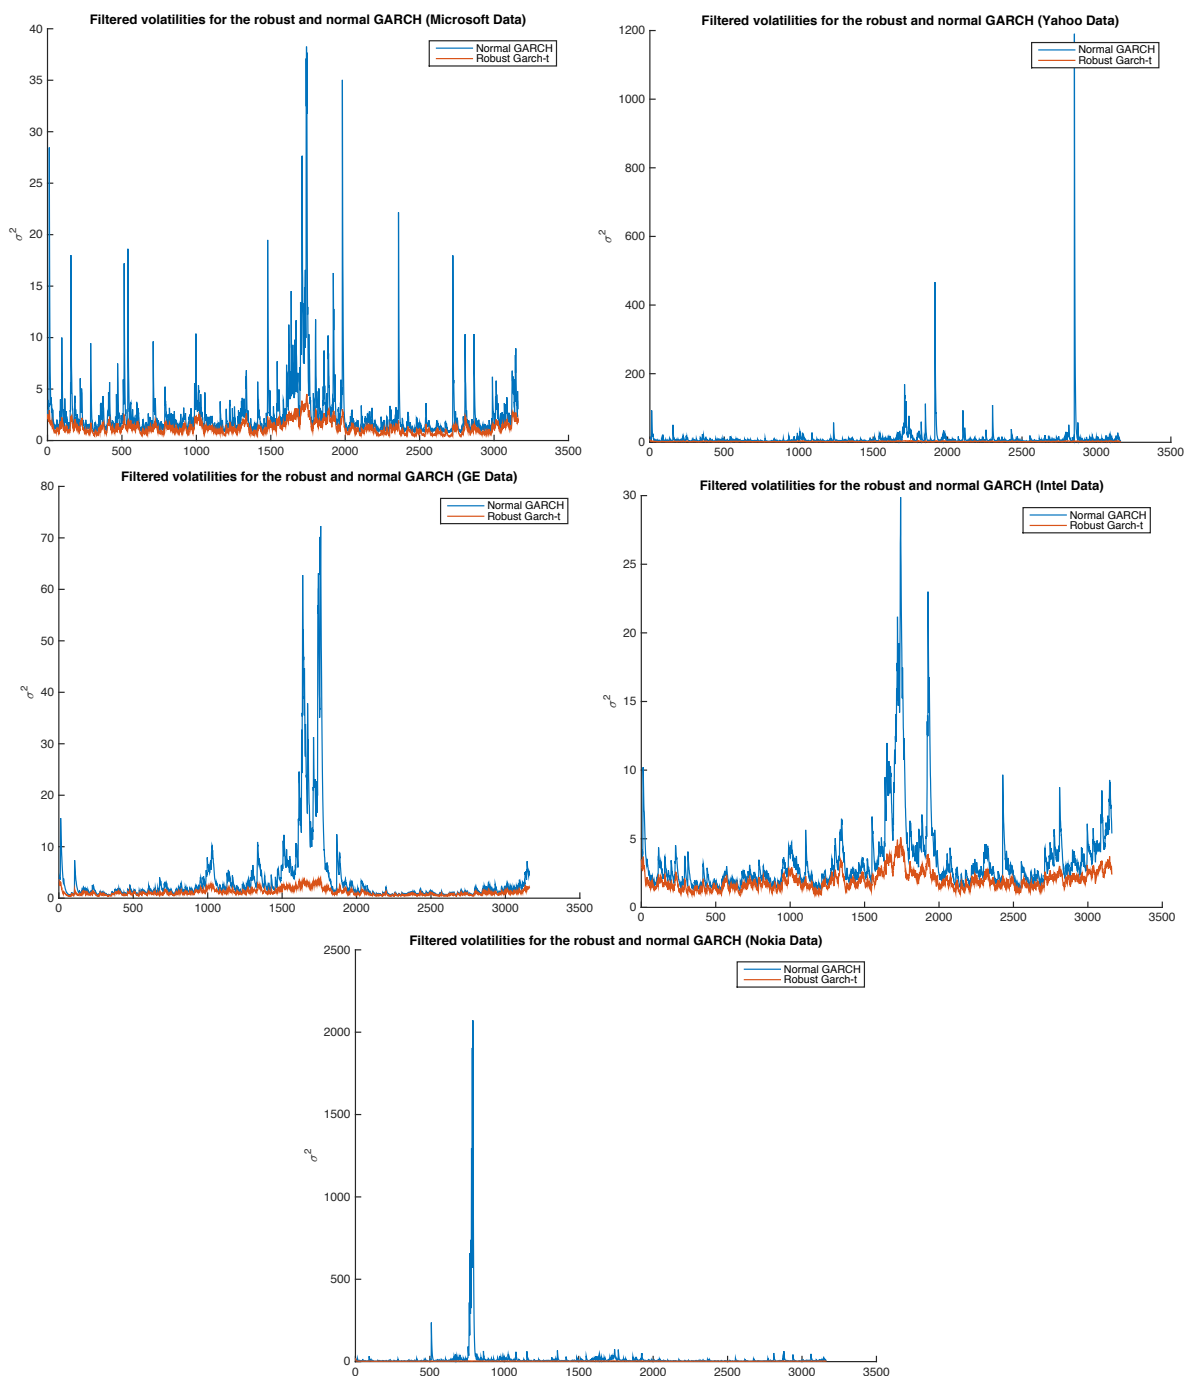 Filtered volatilities for the robust and normal GARCH (Microsoft Data)
40
35
30
25
20
15
10
5
0
σ²
0 500 1000 1500 2000 2500 3000 3500
Normal GARCH
Robust Garch-t
Filtered volatilities for the robust and normal GARCH (Yahoo Data)
1200
1000
800
600
400
200
0
σ²
0 500 1000 1500 2000 2500 3000 3500
Normal GARCH
Robust Garch-t
Filtered volatilities for the robust and normal GARCH (GE Data)
80
70
60
50
40
30
20
10
0
σ²
0 500 1000 1500 2000 2500 3000 3500
Normal GARCH
Robust Garch-t
Filtered volatilities for the robust and normal GARCH (Intel Data)
30
25
20
15
10
5
0
σ²
0 500 1000 1500 2000 2500 3000 3500
Normal GARCH
Robust Garch-t
Filtered volatilities for the robust and normal GARCH (Nokia Data)
2500
2000
1500
1000
500
0
σ²
0 500 1000 1500 2000 2500 3000 3500
Normal GARCH
Robust Garch-t